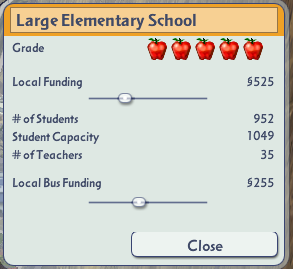 Large Elementary School
Grade
Local Funding §525
# of Students 952
Student Capacity 1049
# of Teachers 35
Local Bus Funding §255
Close